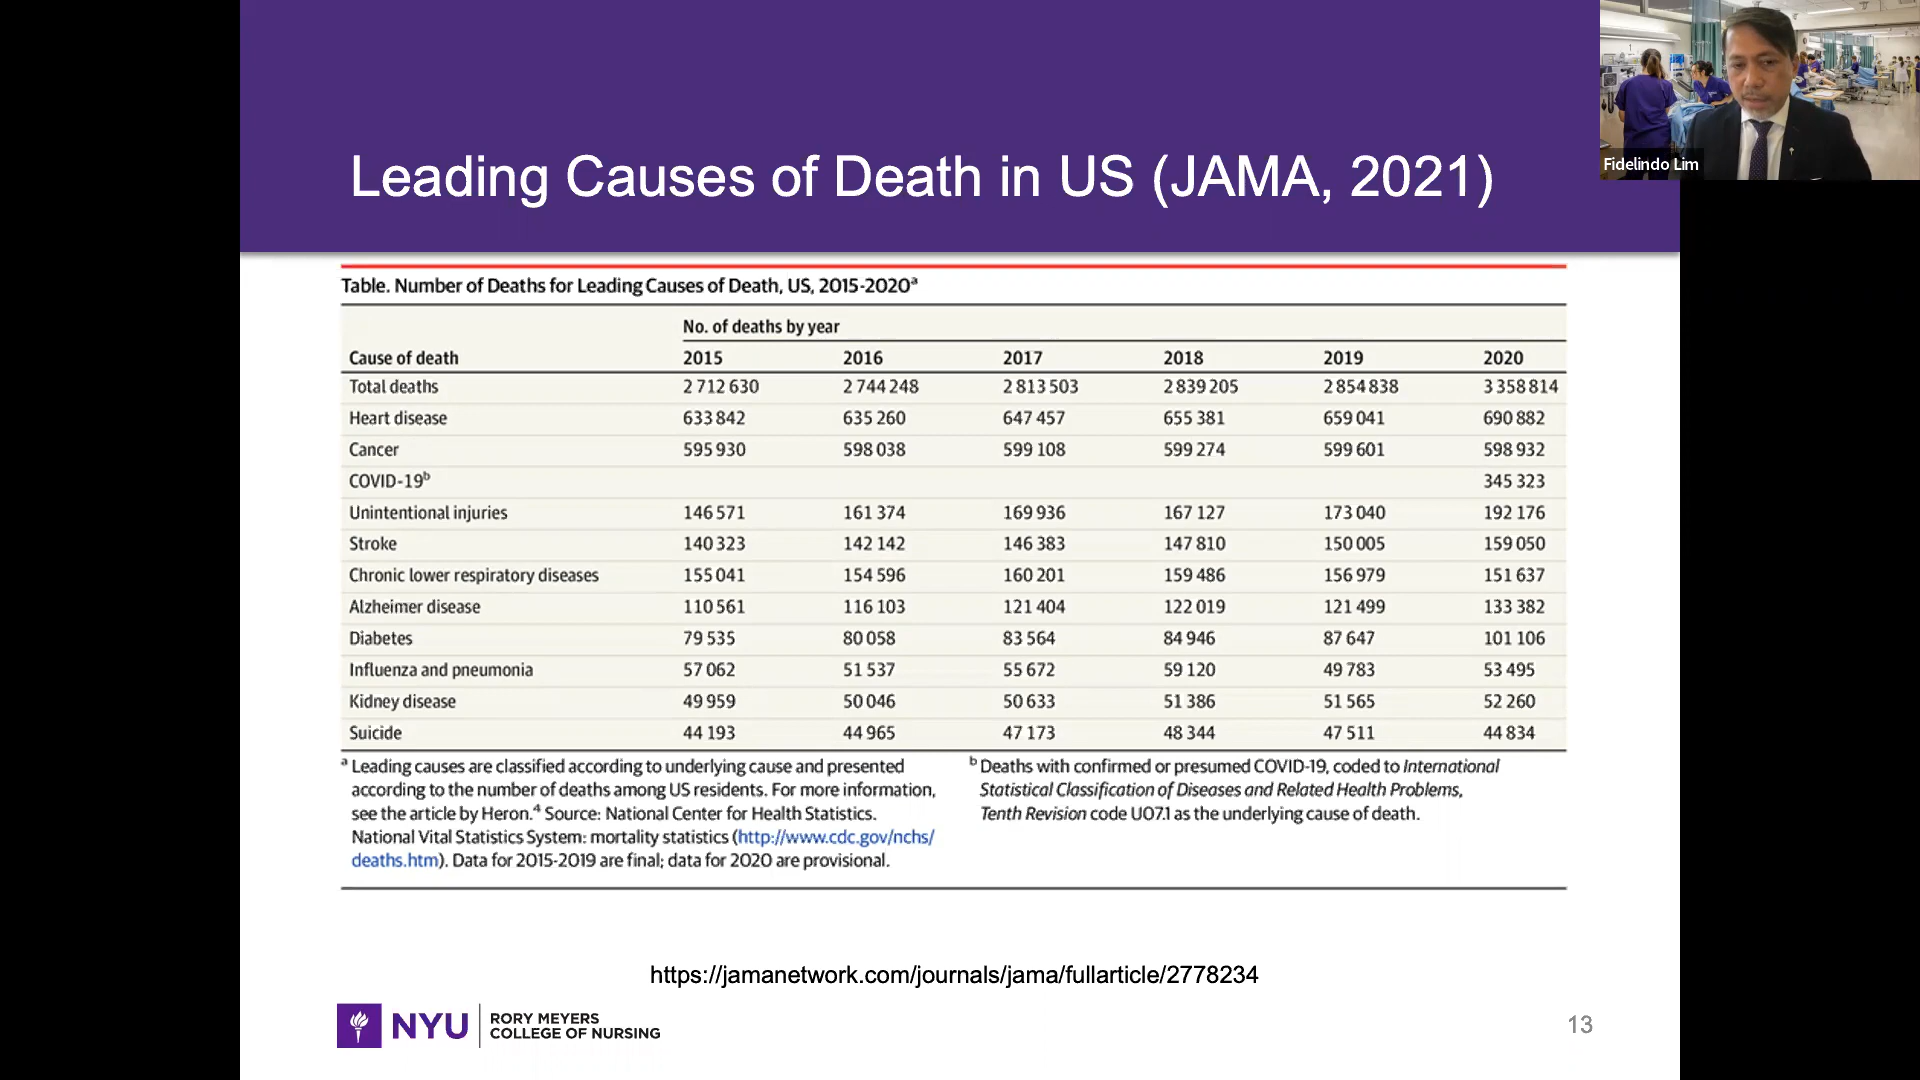 Leading Causes of Death in US (JAMA, 2021)
Fidelindo Lim
Table. Number of Deaths for Leading Causes of Death, US, 2015-2020a
No. of deaths by year
Cause of death 2015 2016 2017 2018 2019 2020
Total deaths 2 712 630 2 744 248 2 813 503 2 839 205 2 854 838 3 358 814
Heart disease 633 842 635 260 647 457 655 381 659 041 690 882
Cancer 595 930 598 038 599 108 599 274 599 601 598 932
COVID-19b 345 323
Unintentional injuries 146 571 161 374 169 936 167 127 173 040 192 176
Stroke 140 323 142 142 146 383 147 810 150 005 159 050
Chronic lower respiratory diseases 155 041 154 596 160 201 159 486 156 979 151 637
Alzheimer disease 110 561 116 103 121 404 122 019 121 499 133 382
Diabetes 79 535 80 058 83 564 84 946 87 647 101 106
Influenza and pneumonia 57 062 51 537 55 672 59 120 49 783 53 495
Kidney disease 49 959 50 046 50 633 51 386 51 565 52 260
Suicide 44 193 44 965 47 173 48 344 47 511 44 834
a Leading causes are classified according to underlying cause and presented
according to the number of deaths among US residents. For more information,
see the article by Heron.4 Source: National Center for Health Statistics.
National Vital Statistics System: mortality statistics (http://www.cdc.gov/nchs/
deaths.htm). Data for 2015-2019 are final; data for 2020 are provisional.
b Deaths with confirmed or presumed COVID-19, coded to International
Statistical Classification of Diseases and Related Health Problems,
Tenth Revision code U07.1 as the underlying cause of death.
https://jamanetwork.com/journals/jama/fullarticle/2778234
NYU
RORY MEYERS
COLLEGE OF NURSING
13